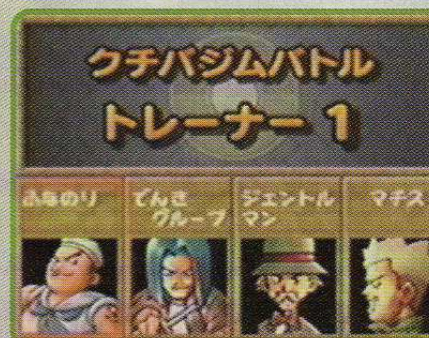 クチバジムバトル
トレーナー 1
ふなのり
でんき
グループ
ジェントル
マン
マチス